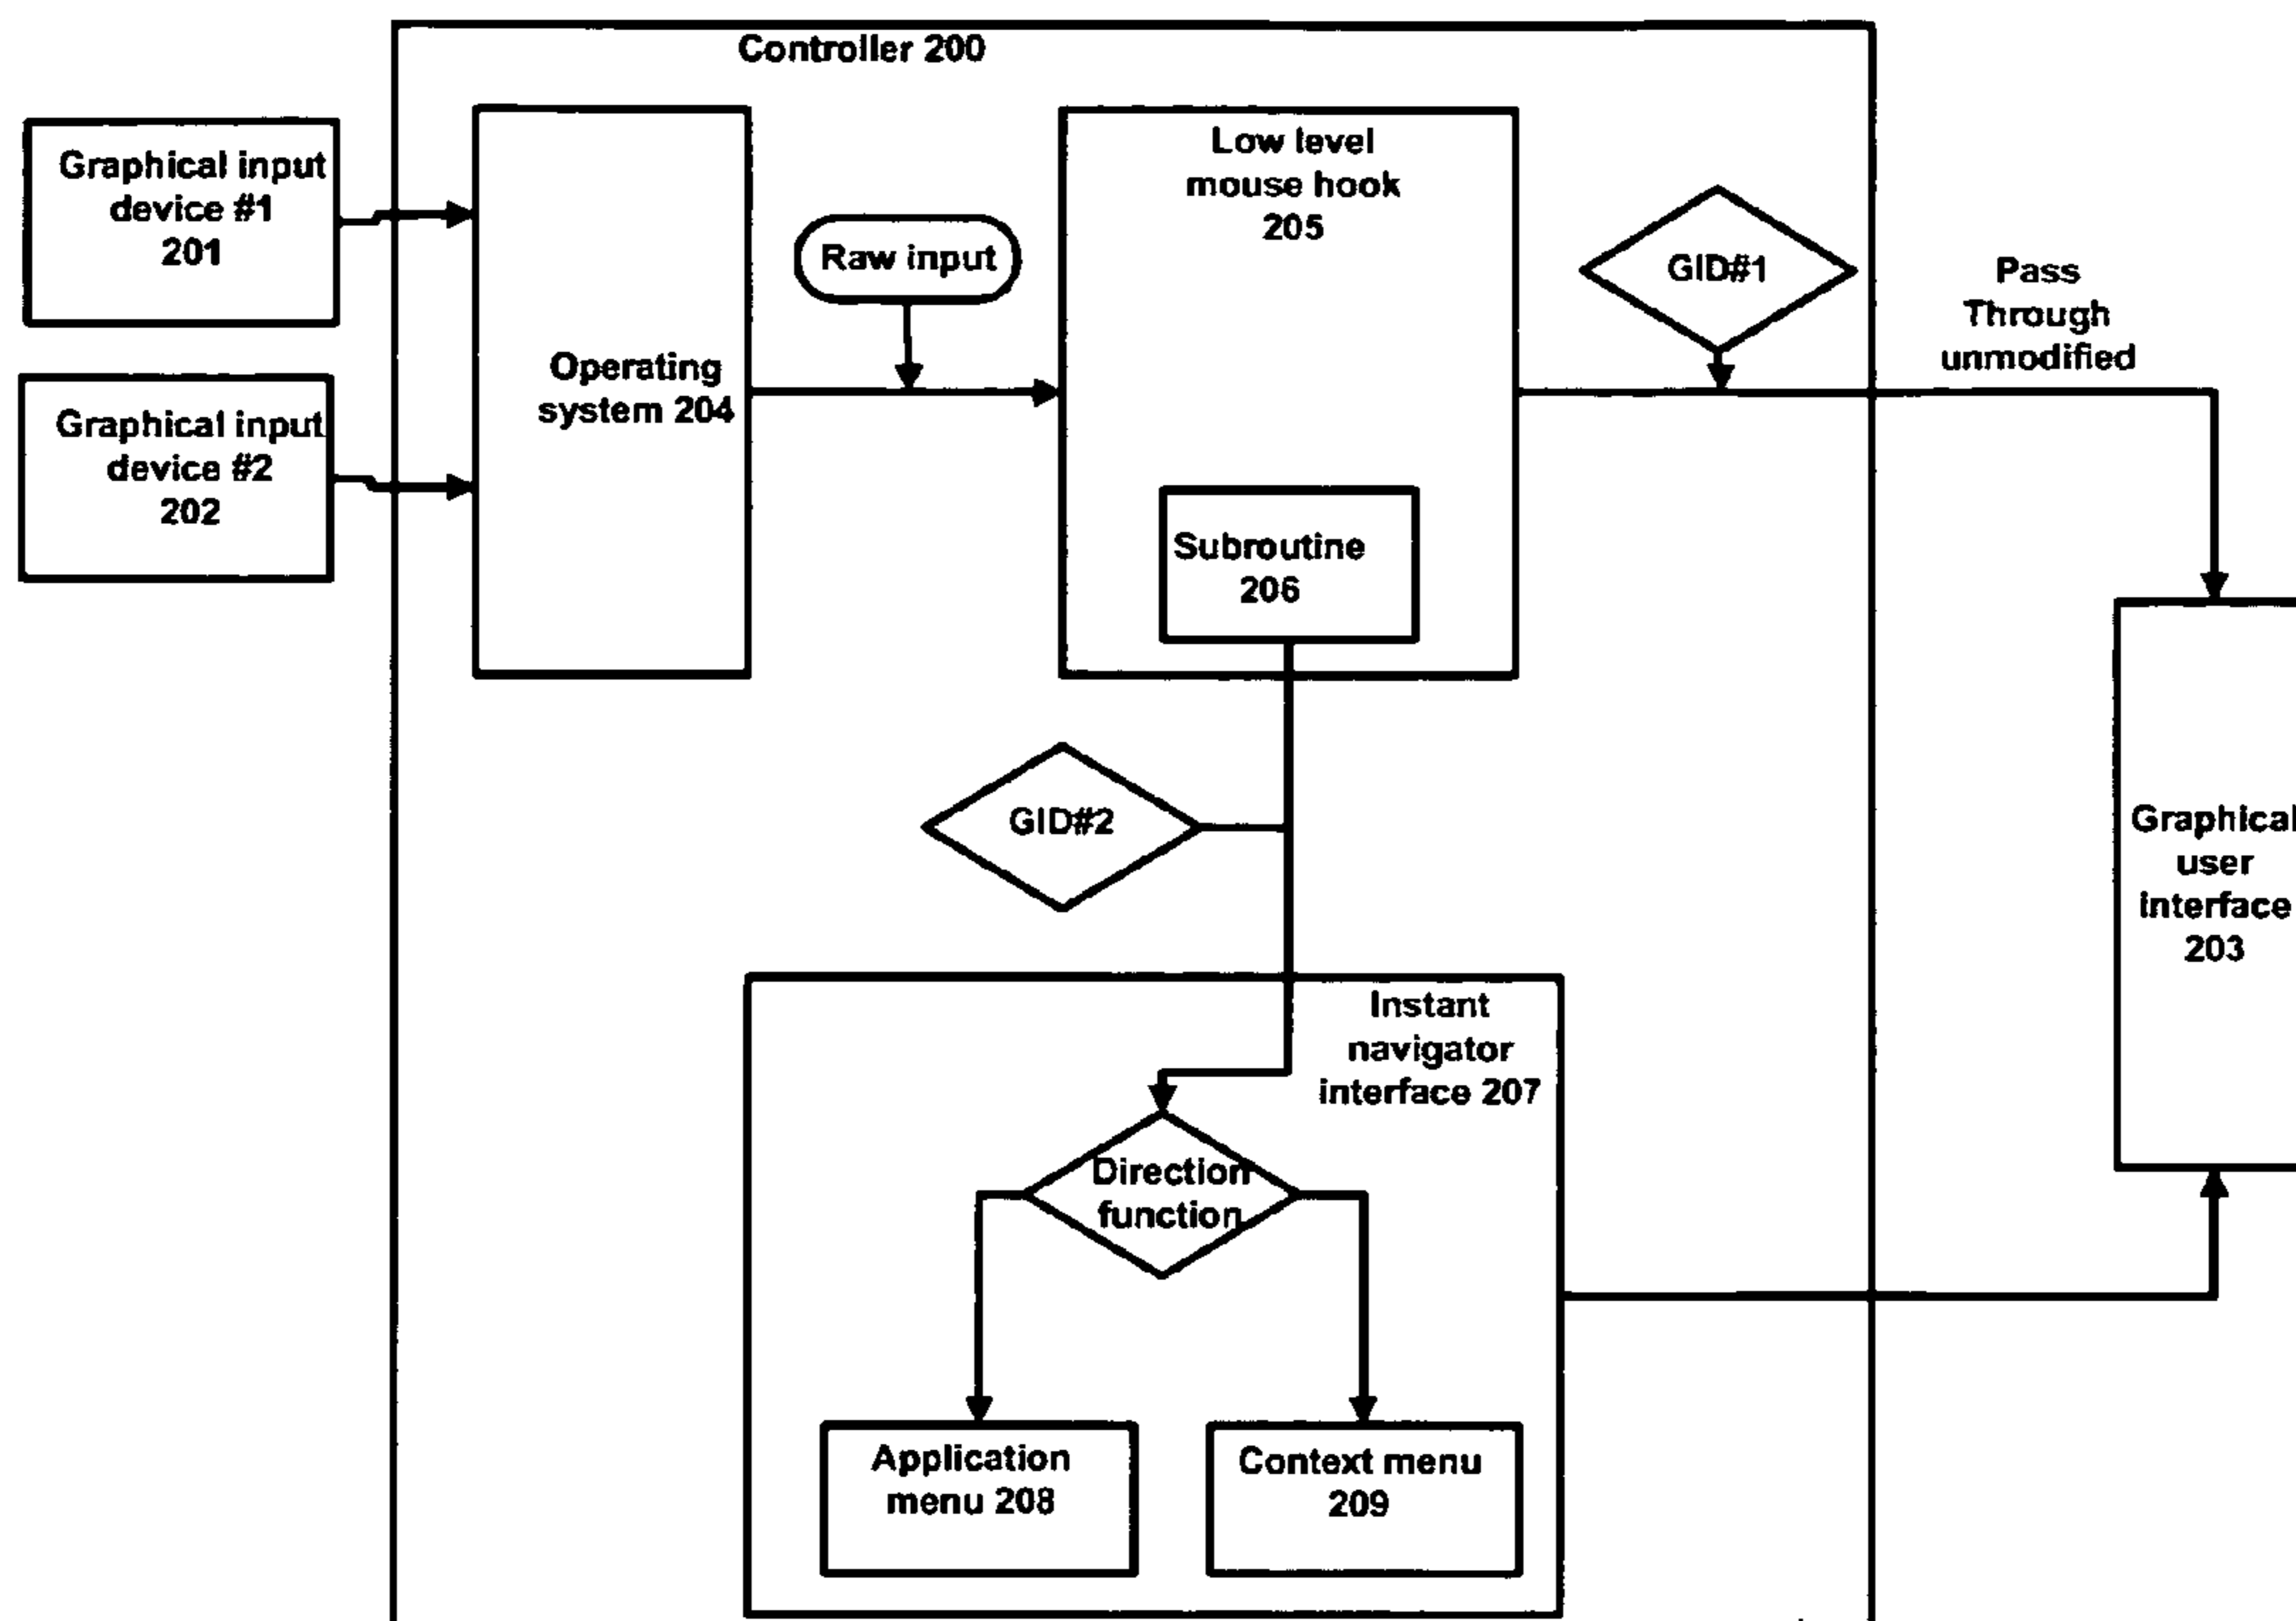 Controller 200
Graphical input
device #1
201
Graphical input
device #2
202
Operating
system 204
Raw input
Low level
mouse hook
205
Subroutine
206
GID#1
Pass
Through
unmodified
Graphical
user
interface
203
GID#2
Instant
navigator
interface 207
Direction
function
Application
menu 208
Context menu
209